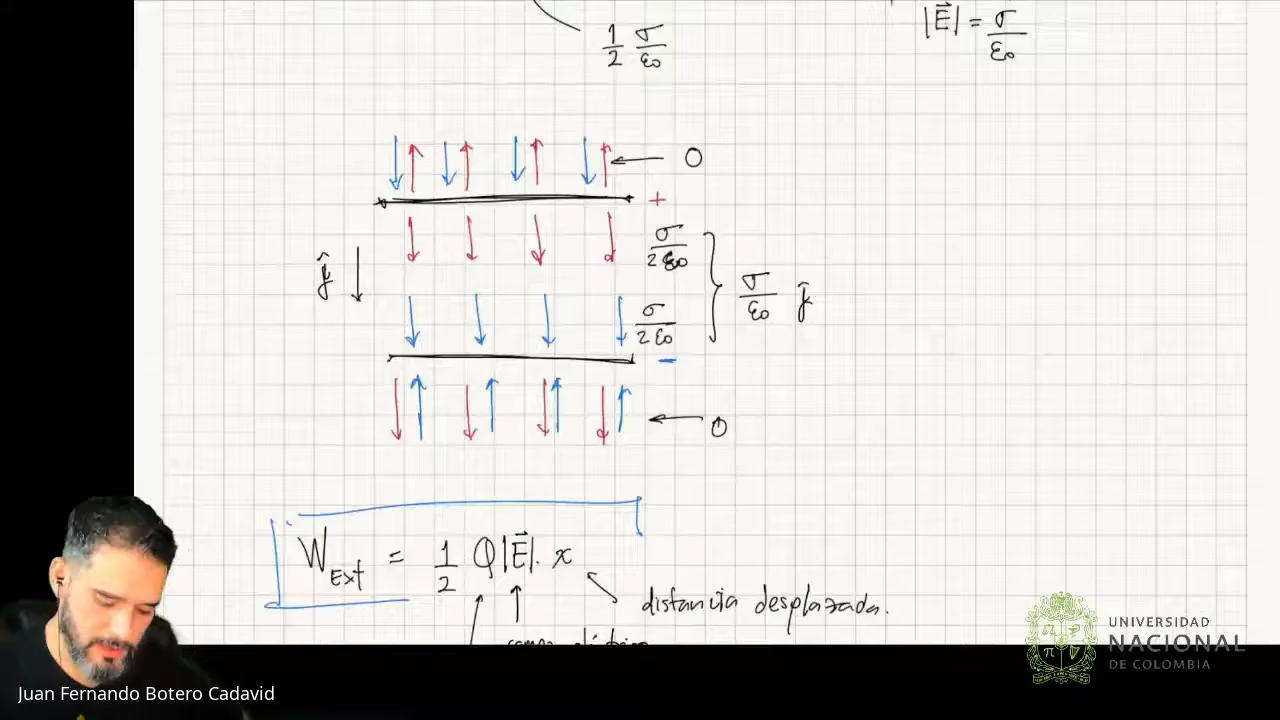 1/2 σ/ε₀
|E⃗| = σ/ε₀
0
+
σ/2ε₀
ĵ
σ/ε₀ ĵ
σ/2ε₀
−
0
W_Ext = 1/2 Q|E⃗|. x
distancia desplazada.
UNIVERSIDAD
NACIONAL
DE COLOMBIA
Juan Fernando Botero Cadavid